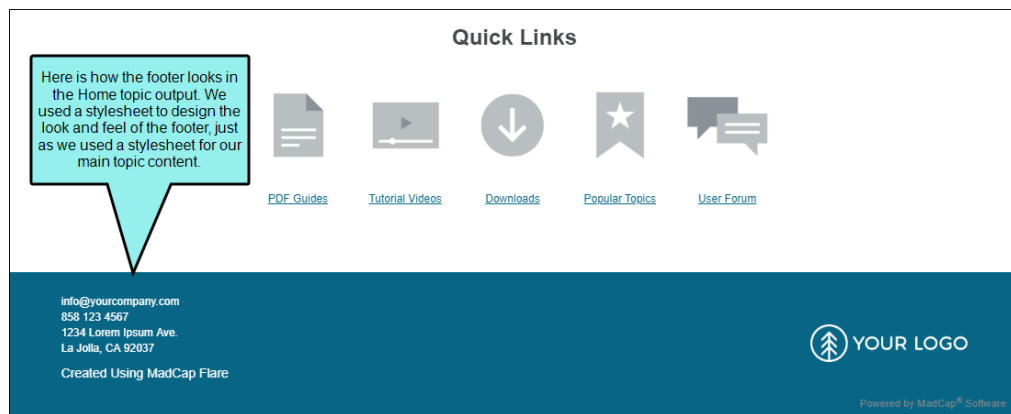 Quick Links
Here is how the footer looks in
the Home topic output. We
used a stylesheet to design the
look and feel of the footer, just
as we used a stylesheet for our
main topic content.
PDF Guides
Tutorial Videos
Downloads
Popular Topics
User Forum
info@yourcompany.com
858 123 4567
1234 Lorem Ipsum Ave.
La Jolla, CA 92037
Created Using MadCap Flare
YOUR LOGO
Powered by MadCap® Software